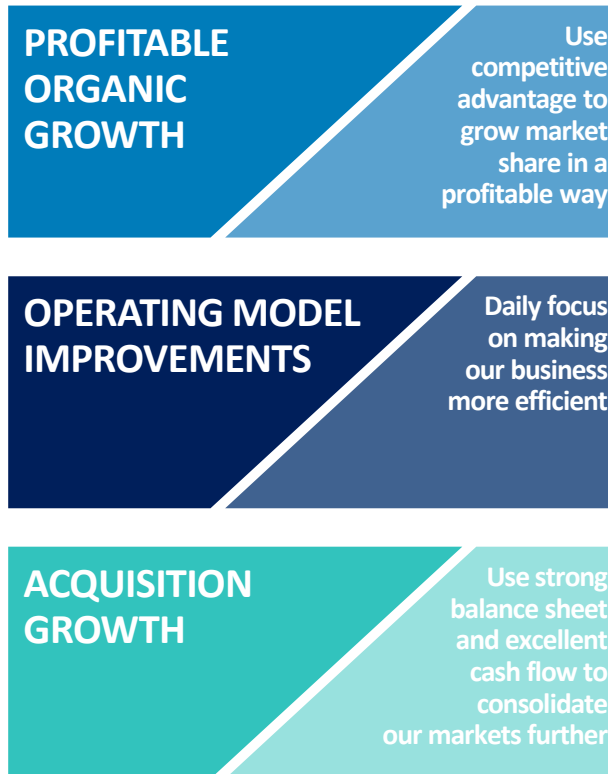 PROFITABLE
ORGANIC
GROWTH
Use
competitive
advantage to
grow market
share in a
profitable way
OPERATING MODEL
IMPROVEMENTS
Daily focus
on making
our business
more efficient
ACQUISITION
GROWTH
Use strong
balance sheet
and excellent
cash flow to
consolidate
our markets further